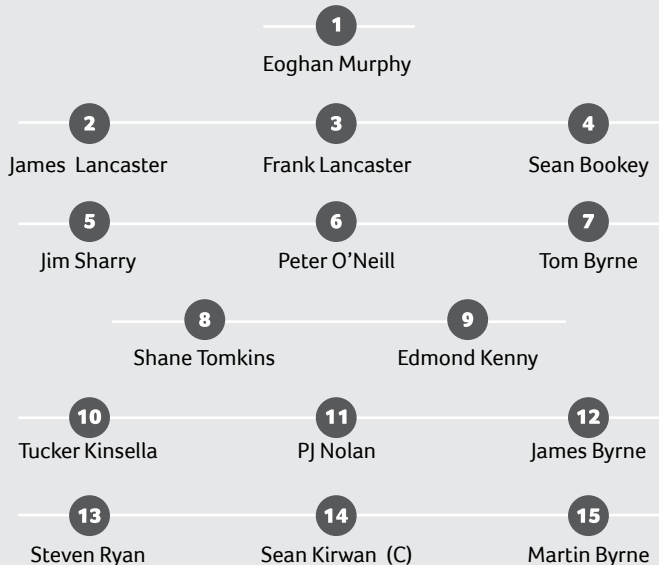 1
Eoghan Murphy
2 3 4
James Lancaster Frank Lancaster Sean Bookey
5 6 7
Jim Sharry Peter O’Neill Tom Byrne
8 9
Shane Tomkins Edmond Kenny
10 11 12
Tucker Kinsella PJ Nolan James Byrne
13 14 15
Steven Ryan Sean Kirwan (C) Martin Byrne